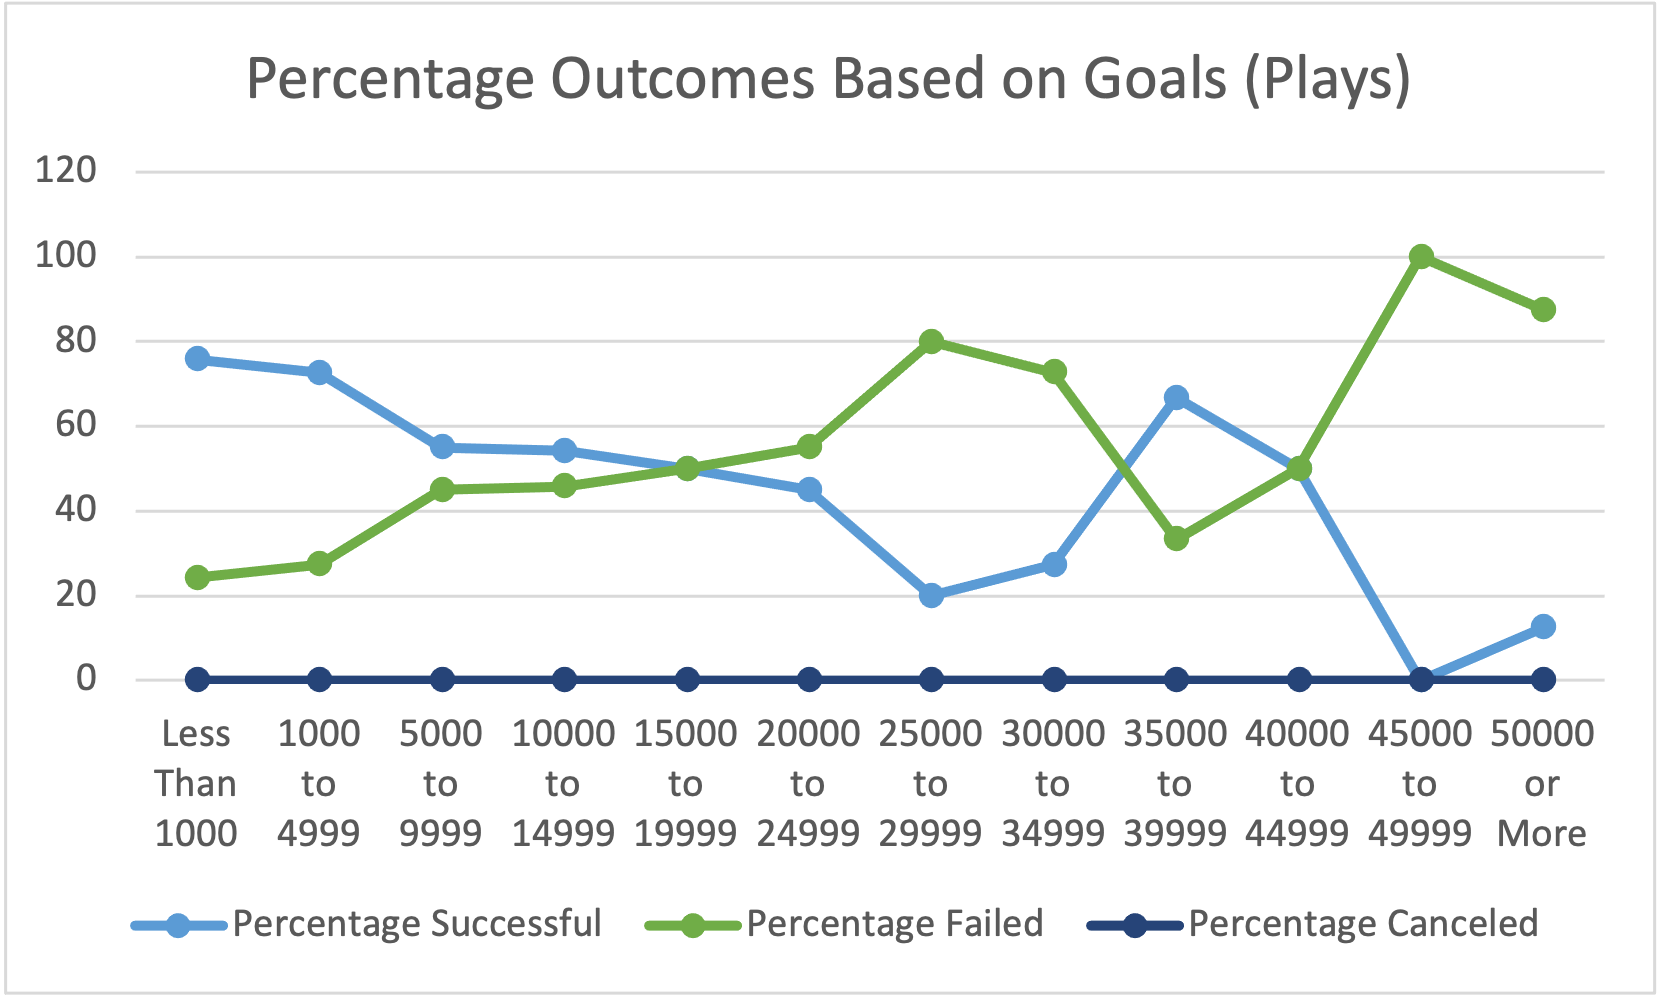 Percentage Outcomes Based on Goals (Plays)
120
100
80
60
40
20
0
Less Than 1000
1000 to 4999
5000 to 9999
10000 to 14999
15000 to 19999
20000 to 24999
25000 to 29999
30000 to 34999
35000 to 39999
40000 to 44999
45000 to 49999
50000 or More
Percentage Successful
Percentage Failed
Percentage Canceled